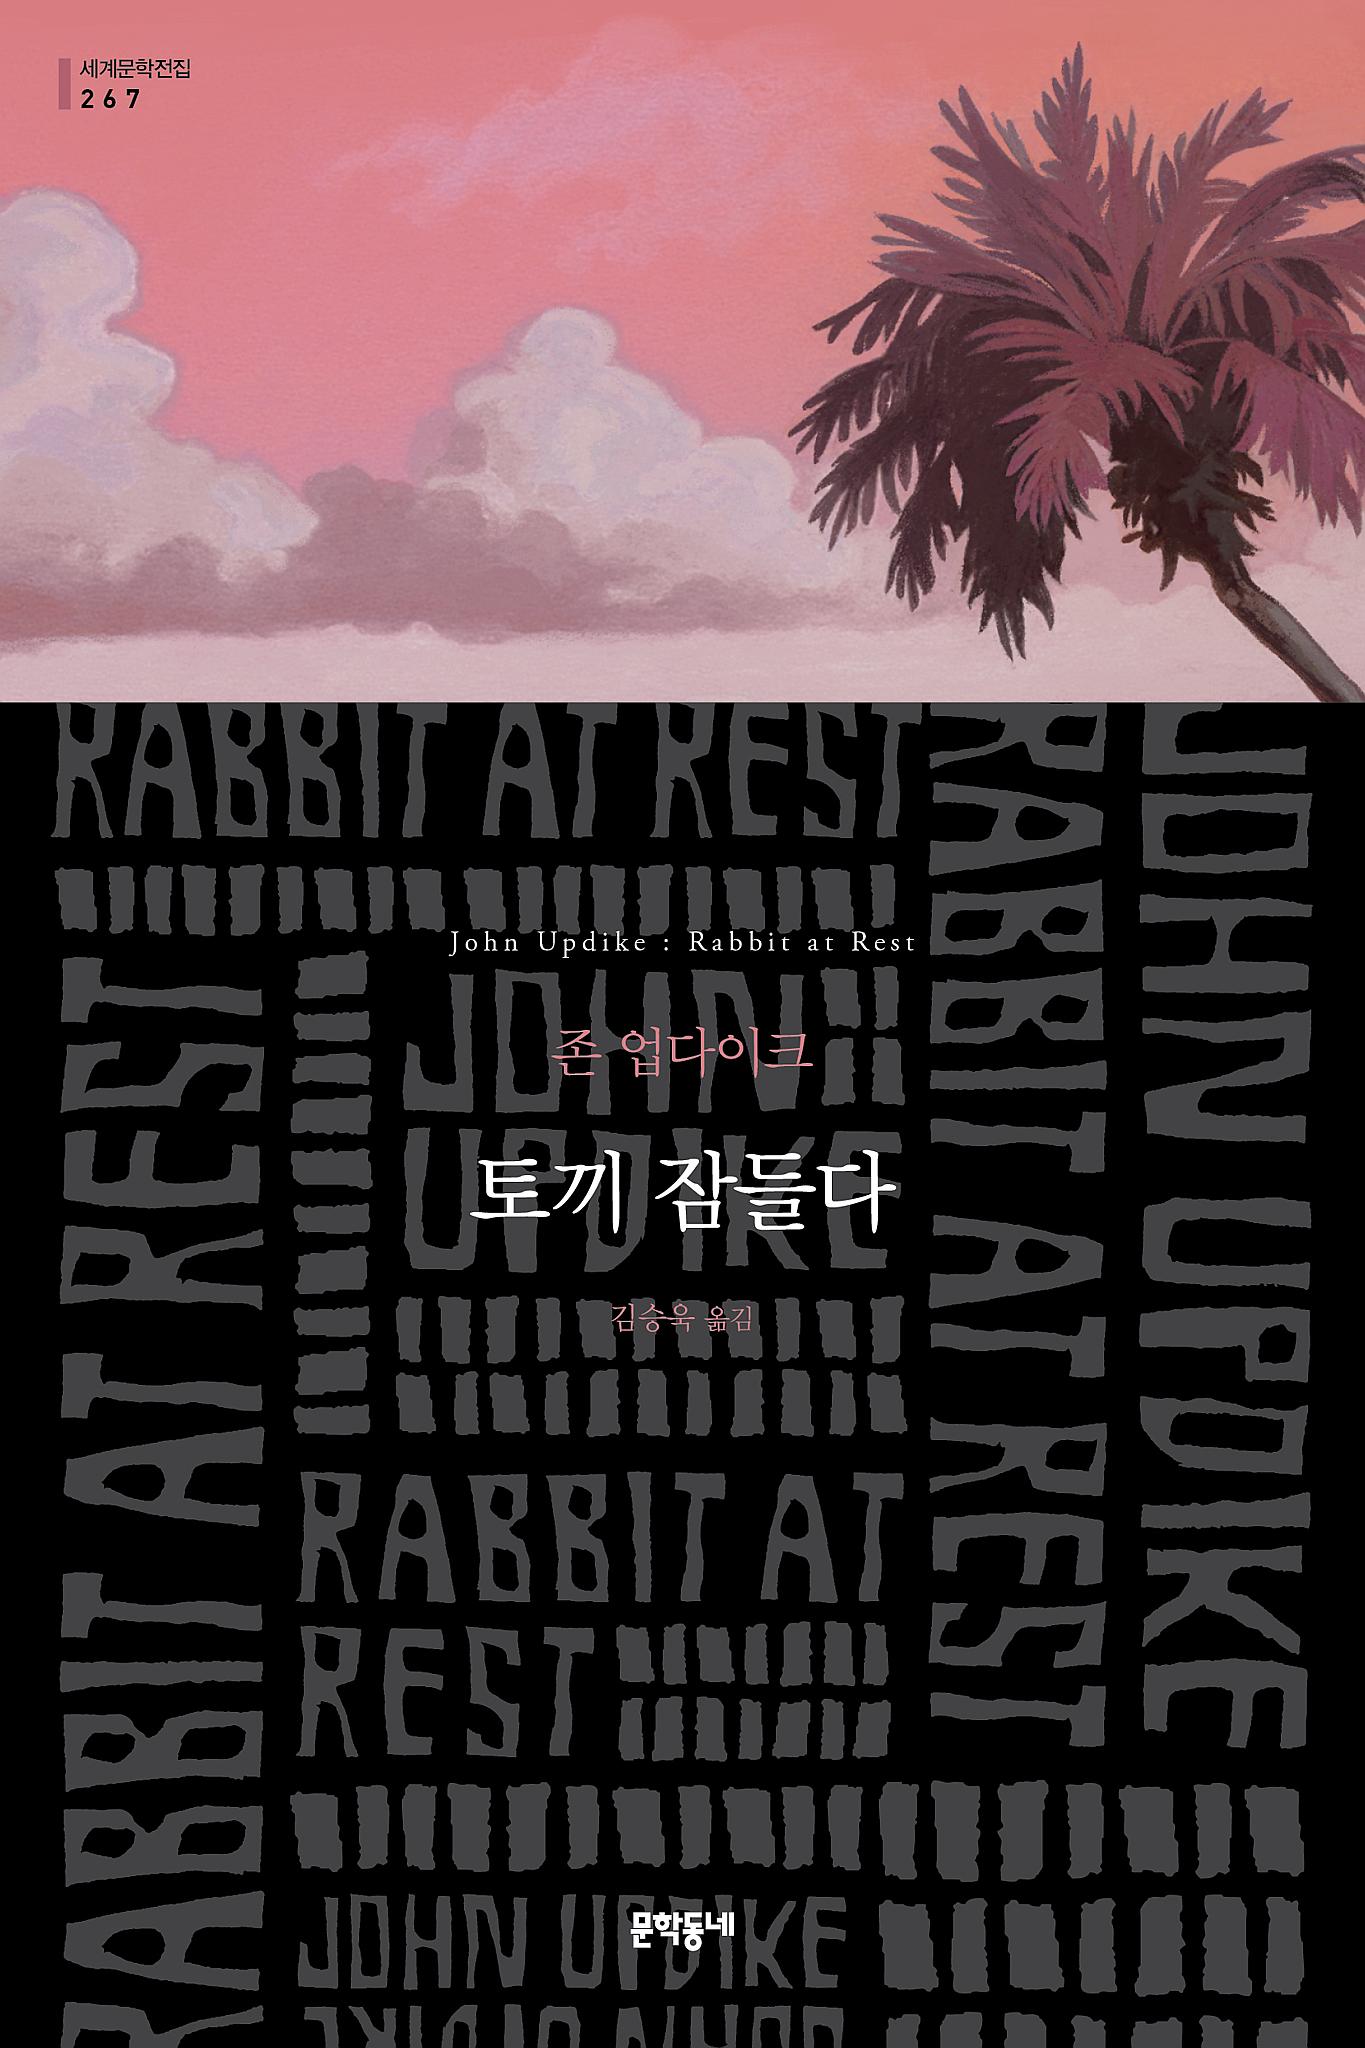 세계문학전집
267
RABBIT AT REST
RABBIT AT REST
JOHN UPDIKE
John Updike : Rabbit at Rest
RABBIT AT REST
JOHN
존 업다이크
UPDIKE
토끼 잠들다
김승욱 옮김
RABBIT AT
REST
JOHN UPDIKE
문학동네